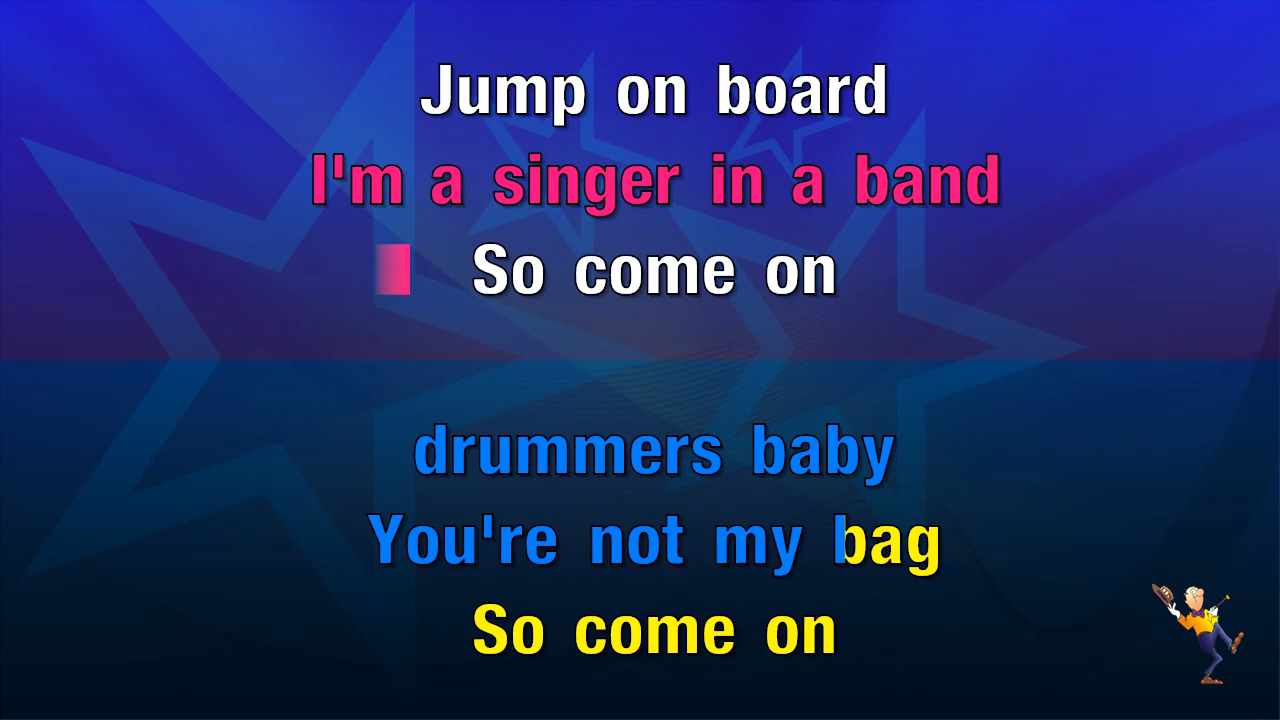 Jump on board
I'm a singer in a band
So come on
drummers baby
You're not my bag
So come on